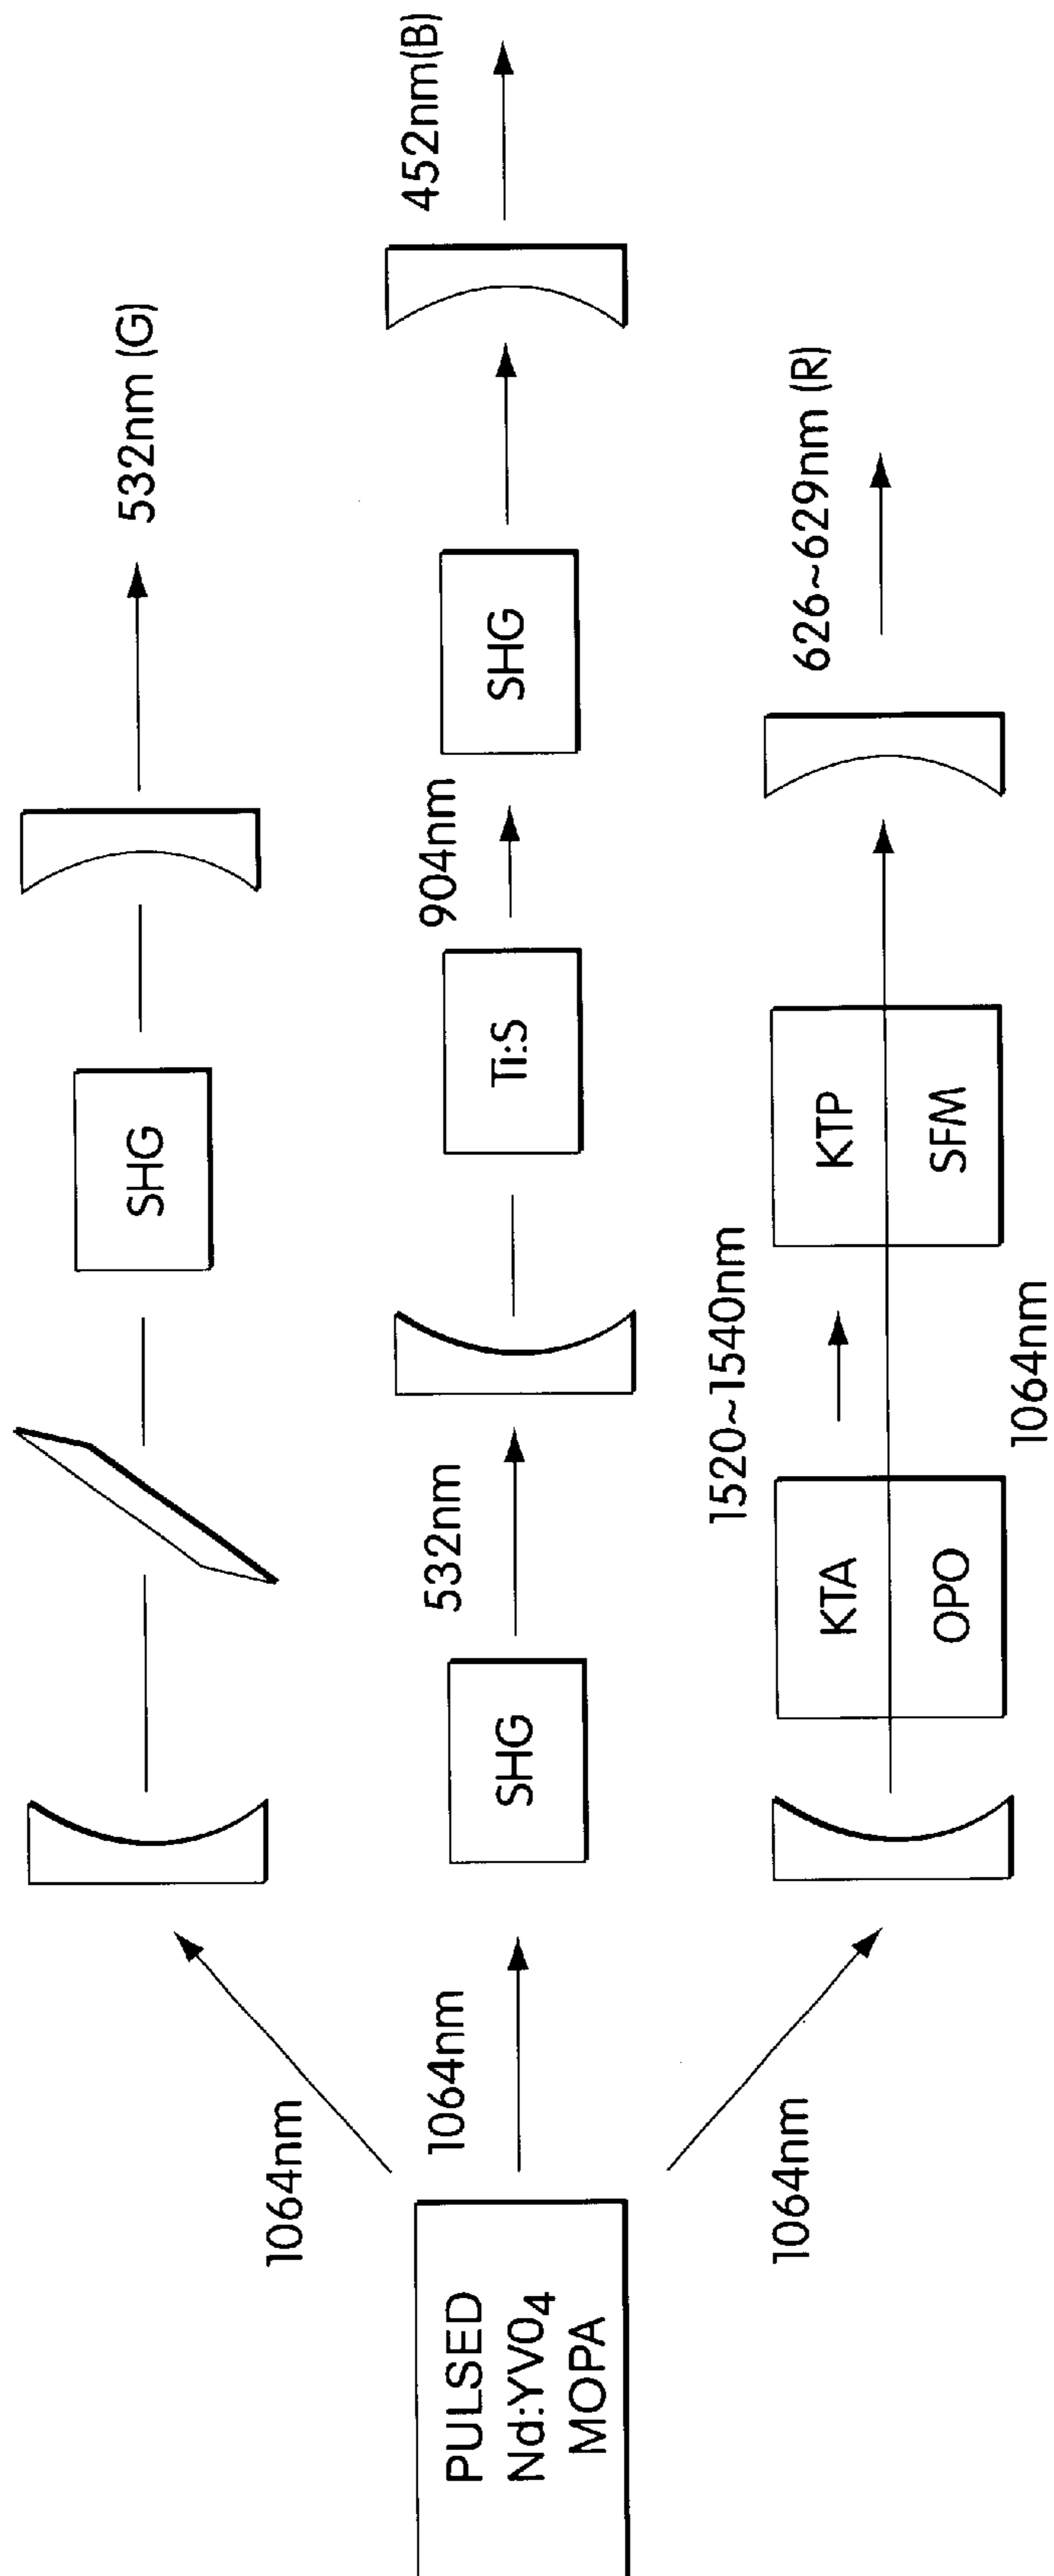 PULSED
Nd:YVO4
MOPA
1064nm
1064nm
1064nm
SHG
532nm (G)
SHG
532nm
Ti:S
904nm
SHG
452nm(B)
KTA
OPO
1520~1540nm
1064nm
KTP
SFM
626~629nm (R)